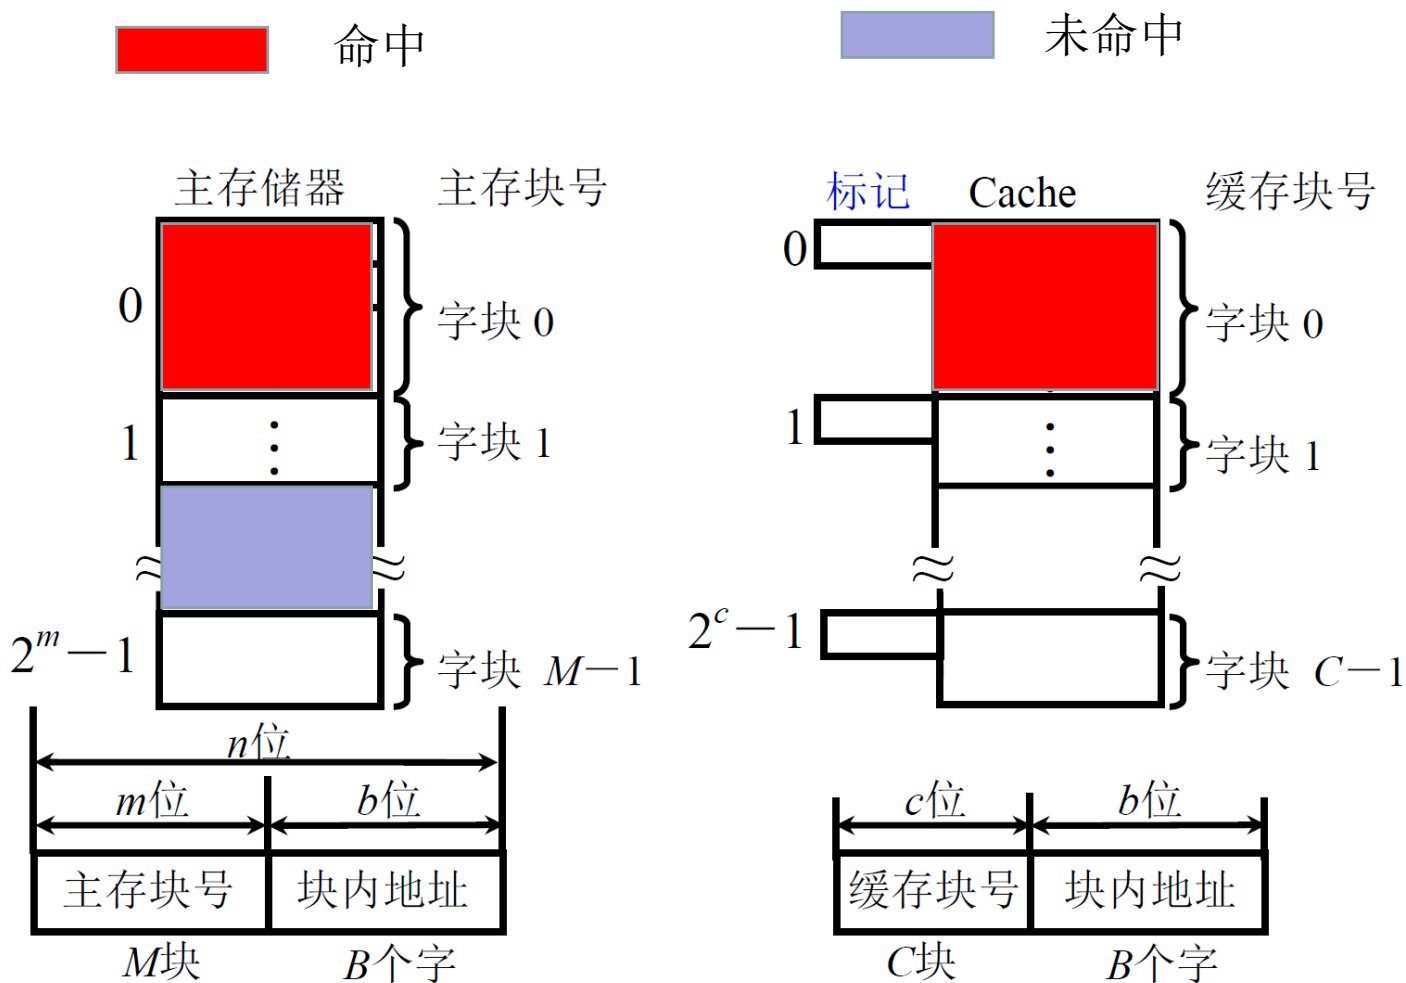 命中
未命中
主存储器 主存块号
标记 Cache 缓存块号
0 字块 0
0 字块 0
1 ⋮ 字块 1
1 ⋮ 字块 1
2^m－1 字块 M－1
2^c－1 字块 C－1
n位
m位 b位
主存块号 块内地址
M块 B个字
c位 b位
缓存块号 块内地址
C块 B个字